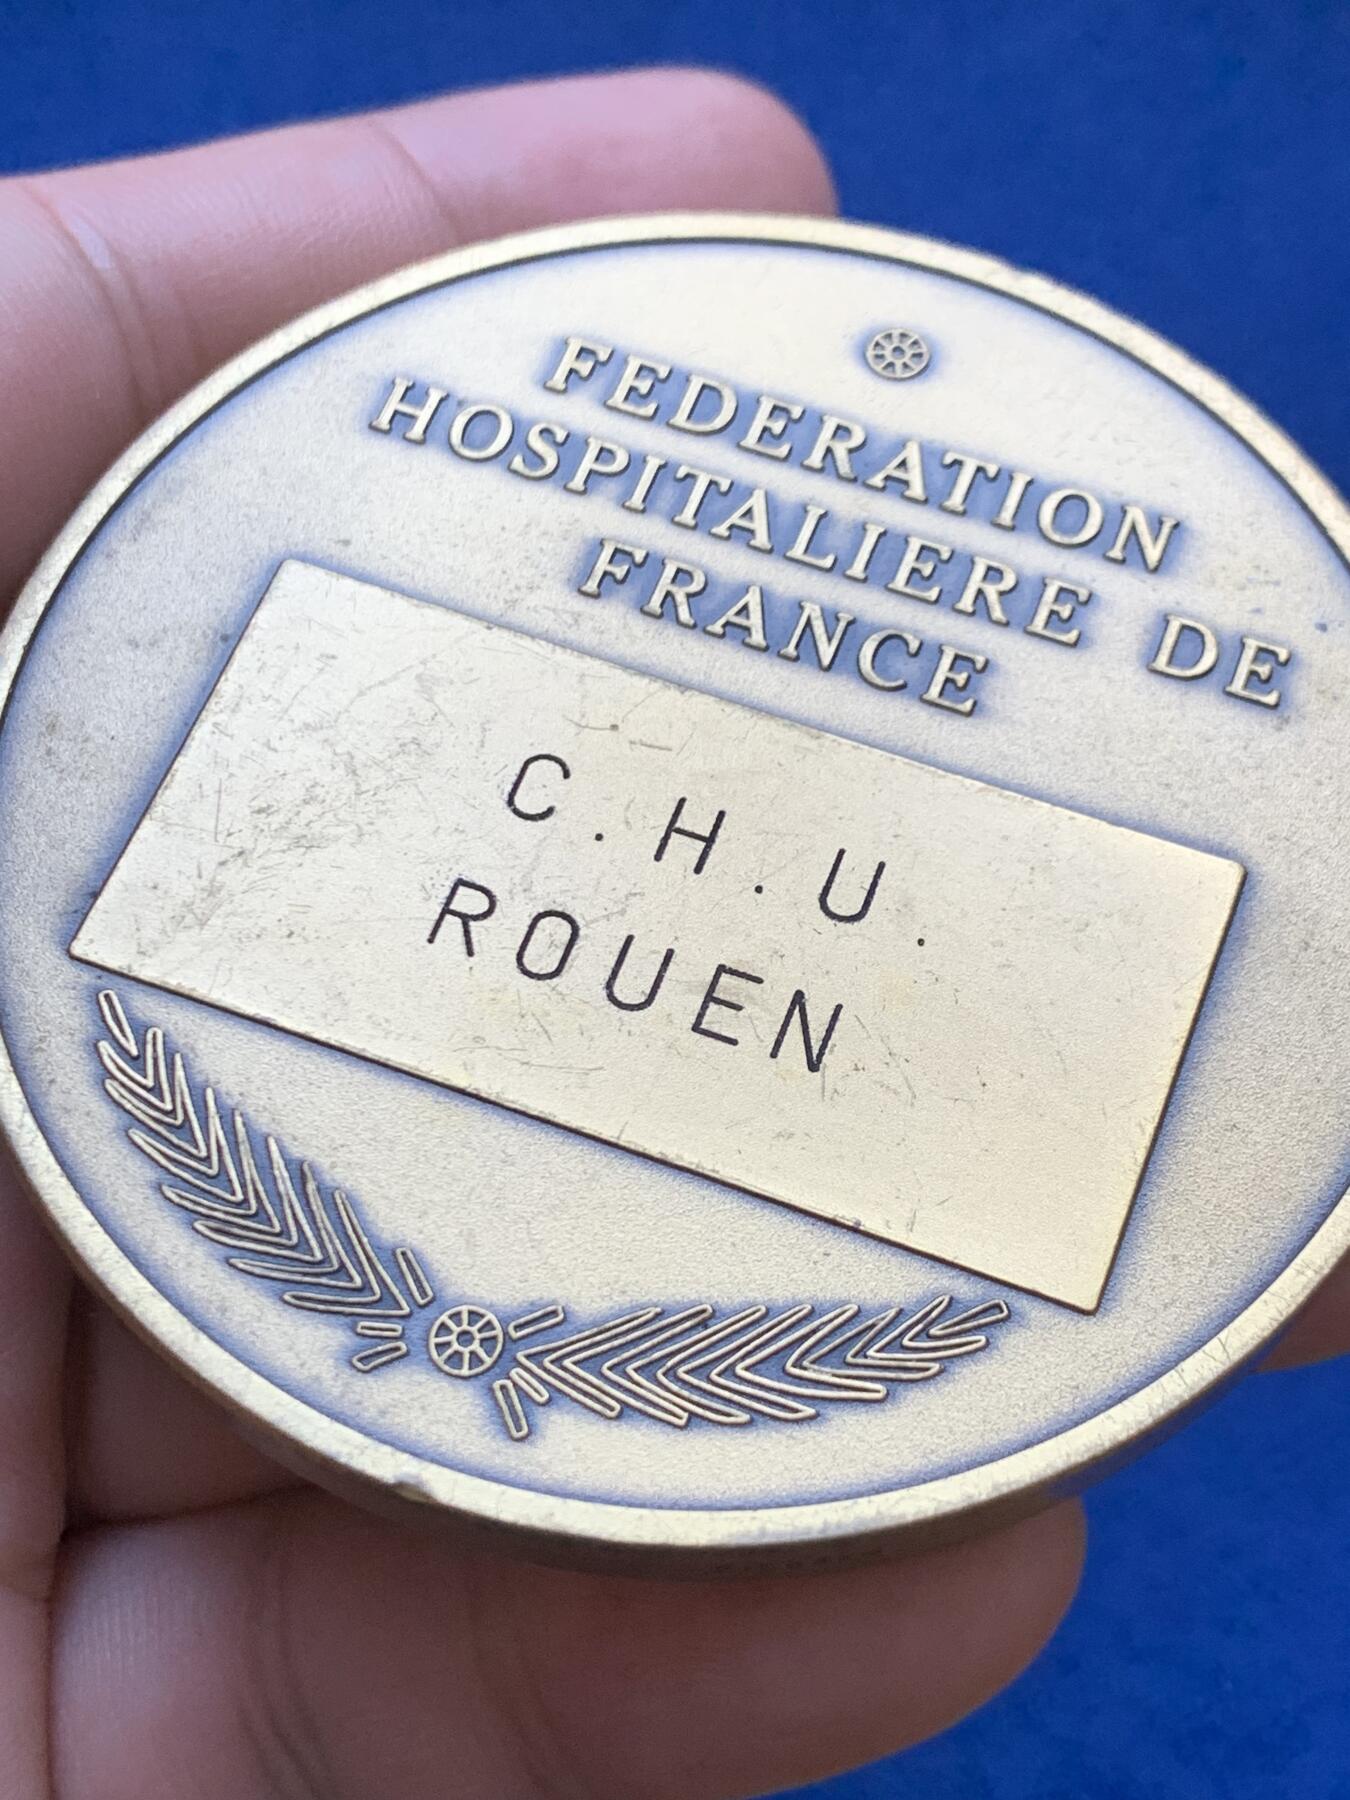 FEDERATION
HOSPITALIERE DE
FRANCE
C.H.U.
ROUEN